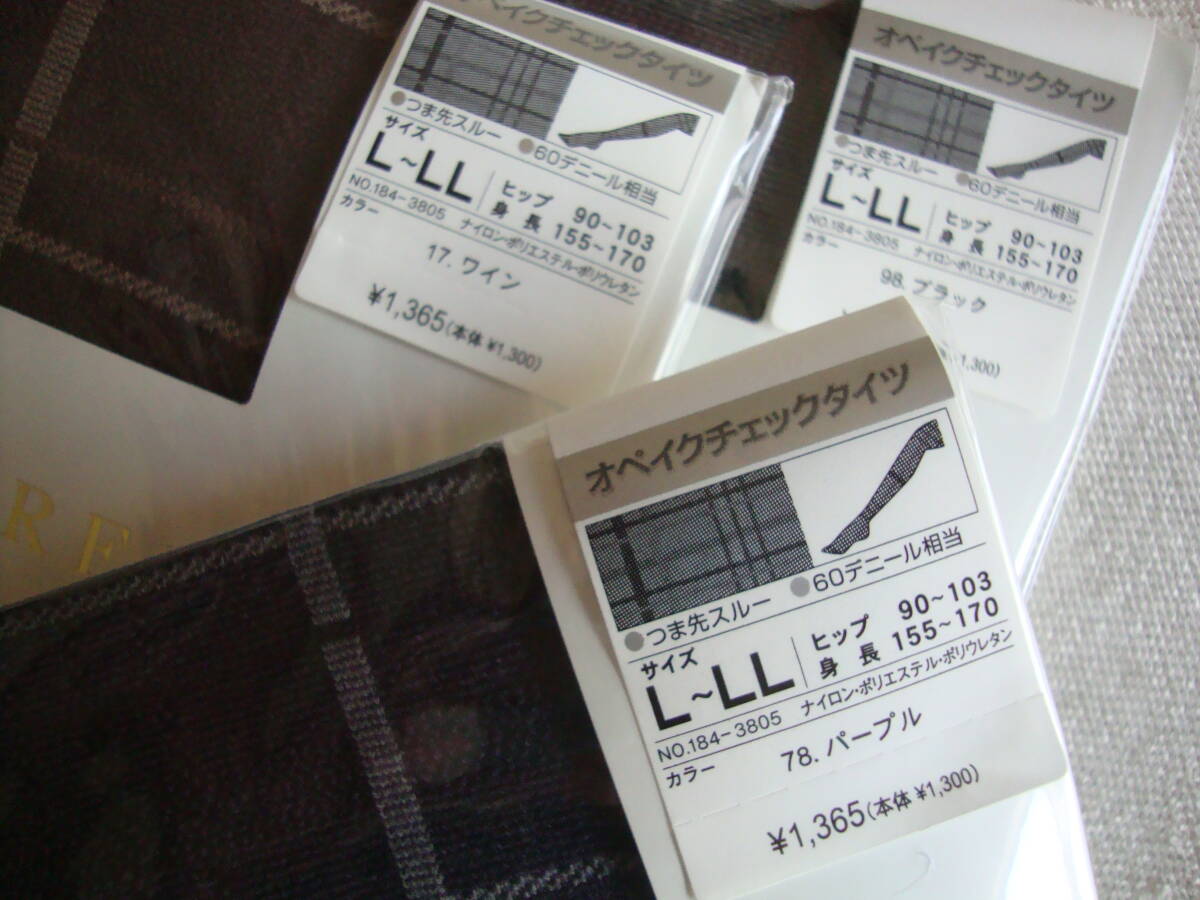 オペイクチェックタイツ
つま先スルー
60デニール相当
サイズ
L~LL
ヒップ 90~103
身長 155~170
NO.184-3805 ナイロン・ポリエステル・ポリウレタン
カラー
17. ワイン
¥1,365(本体 ¥1,300)
オペイクチェックタイツ
つま先スルー
60デニール相当
サイズ
L~LL
ヒップ 90~103
身長 155~170
NO.184-3805 ナイロン・ポリエステル・ポリウレタン
カラー
98. ブラック
1,300)
オペイクチェックタイツ
つま先スルー
60デニール相当
サイズ
L~LL
ヒップ 90~103
身長 155~170
NO.184-3805 ナイロン・ポリエステル・ポリウレタン
カラー
78. パープル
¥1,365(本体 ¥1,300)
RE